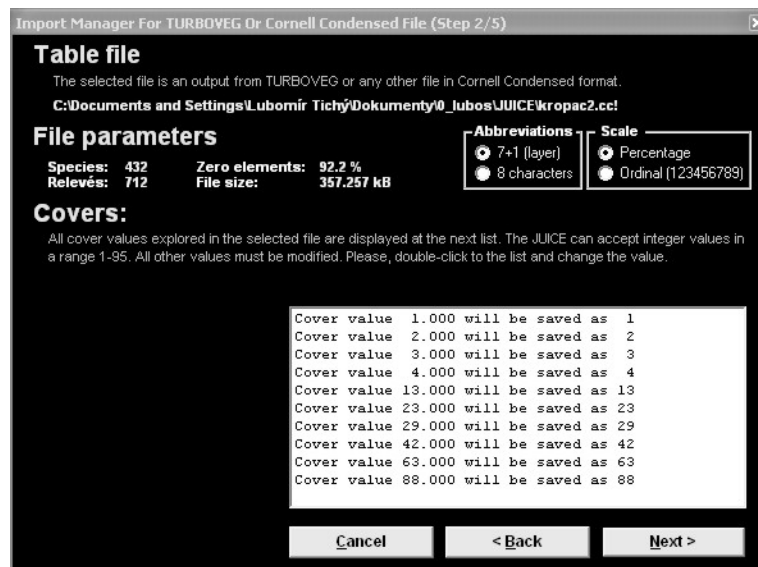 Import Manager For TURBOVEG Or Cornell Condensed File (Step 2/5)
Table file
The selected file is an output from TURBOVEG or any other file in Cornell Condensed format.
C:\Documents and Settings\Lubomír Tichý\Dokumenty\0_lubos\JUICE\kropac2.cc!
File parameters
Species: 432 Zero elements: 92.2 %
Relevés: 712 File size: 357.257 kB
Abbreviations
7+1 (layer)
8 characters
Scale
Percentage
Ordinal (123456789)
Covers:
All cover values explored in the selected file are displayed at the next list. The JUICE can accept integer values in
a range 1-95. All other values must be modified. Please, double-click to the list and change the value.
Cover value 1.000 will be saved as 1
Cover value 2.000 will be saved as 2
Cover value 3.000 will be saved as 3
Cover value 4.000 will be saved as 4
Cover value 13.000 will be saved as 13
Cover value 23.000 will be saved as 23
Cover value 29.000 will be saved as 29
Cover value 42.000 will be saved as 42
Cover value 63.000 will be saved as 63
Cover value 88.000 will be saved as 88
Cancel
< Back
Next >